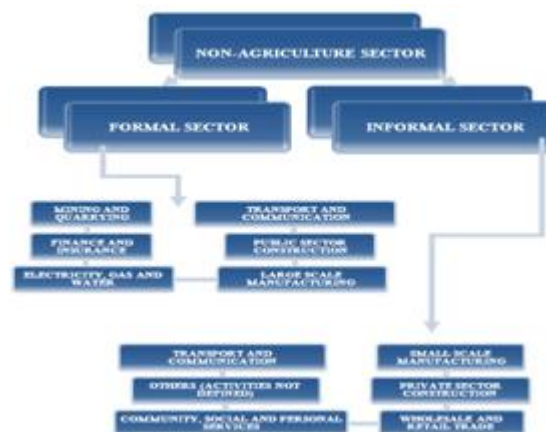 NON-AGRICULTURE SECTOR
FORMAL SECTOR
INFORMAL SECTOR
MINING AND
QUARRYING
TRANSPORT AND
COMMUNICATION
FINANCE AND
INSURANCE
PUBLIC SECTOR
CONSTRUCTION
ELECTRICITY, GAS AND
WATER
LARGE SCALE
MANUFACTURING
TRANSPORT AND
COMMUNICATION
SMALL SCALE
MANUFACTURING
OTHERS (ACTIVITIES NOT
DEFINED)
PRIVATE SECTOR
CONSTRUCTION
COMMUNITY, SOCIAL AND PERSONAL
SERVICES
WHOLESALE AND
RETAIL TRADE